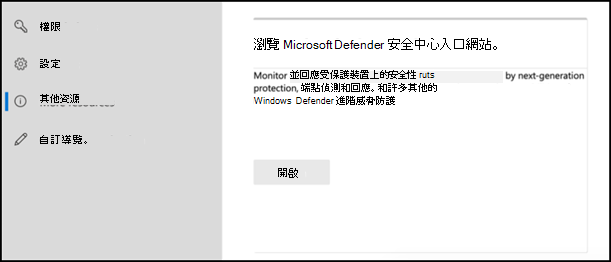 權限
設定
其他資源
自訂導覽。
瀏覽 Microsoft Defender 安全中心入口網站。
Monitor 並回應受保護裝置上的安全性 ruts by next-generation
protection, 端點偵測和回應。和許多其他的
Windows Defender 進階威脅防護
開啟